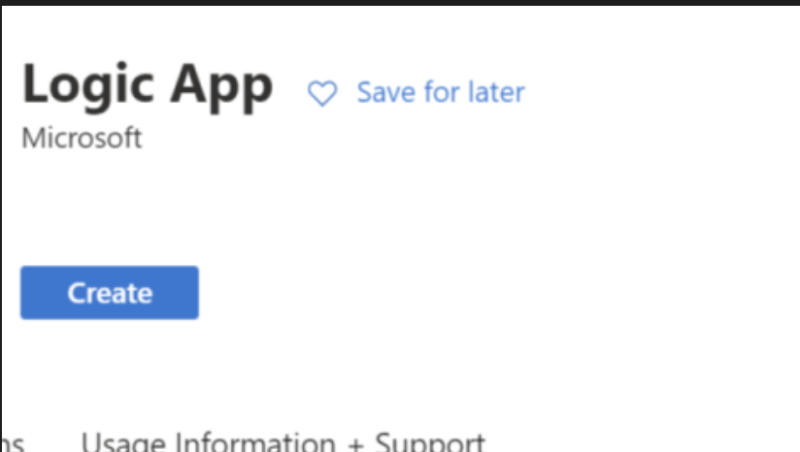 Logic App
Save for later
Microsoft
Create
Usage Information + Support